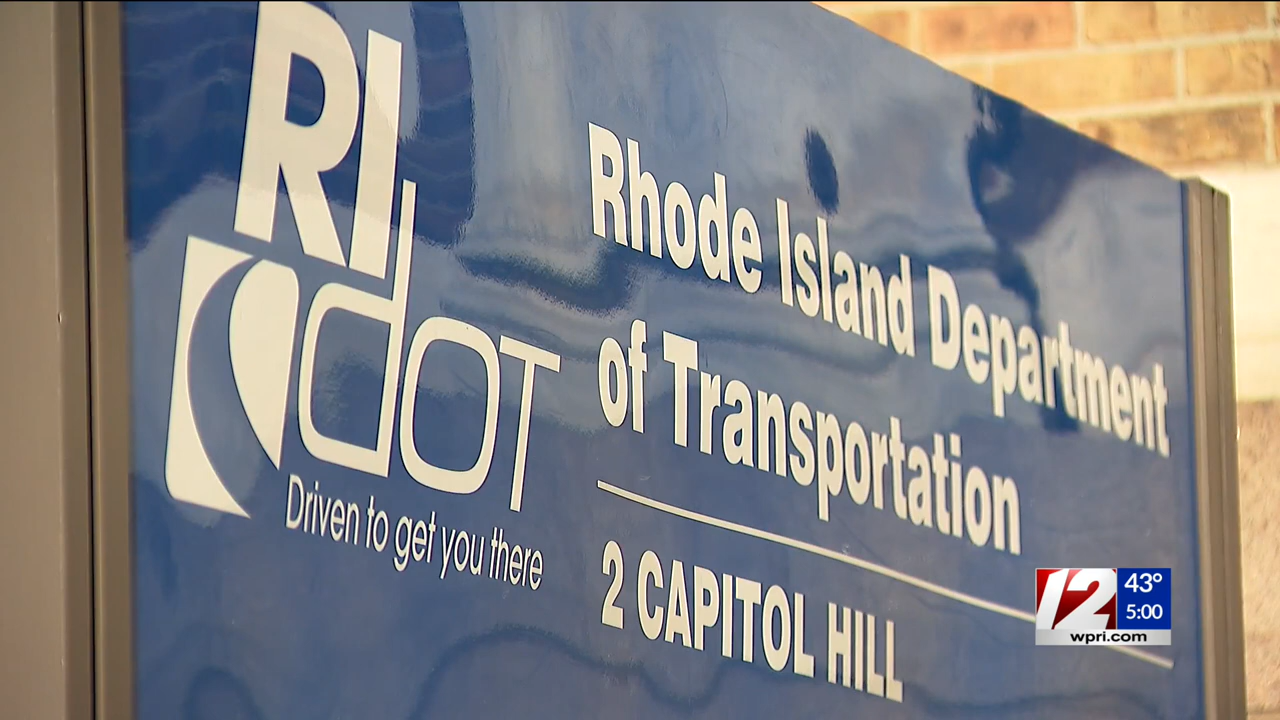 RI
DOT
Driven to get you there
Rhode Island Department
of Transportation
2 CAPITOL HILL
12
43°
5:00
wpri.com